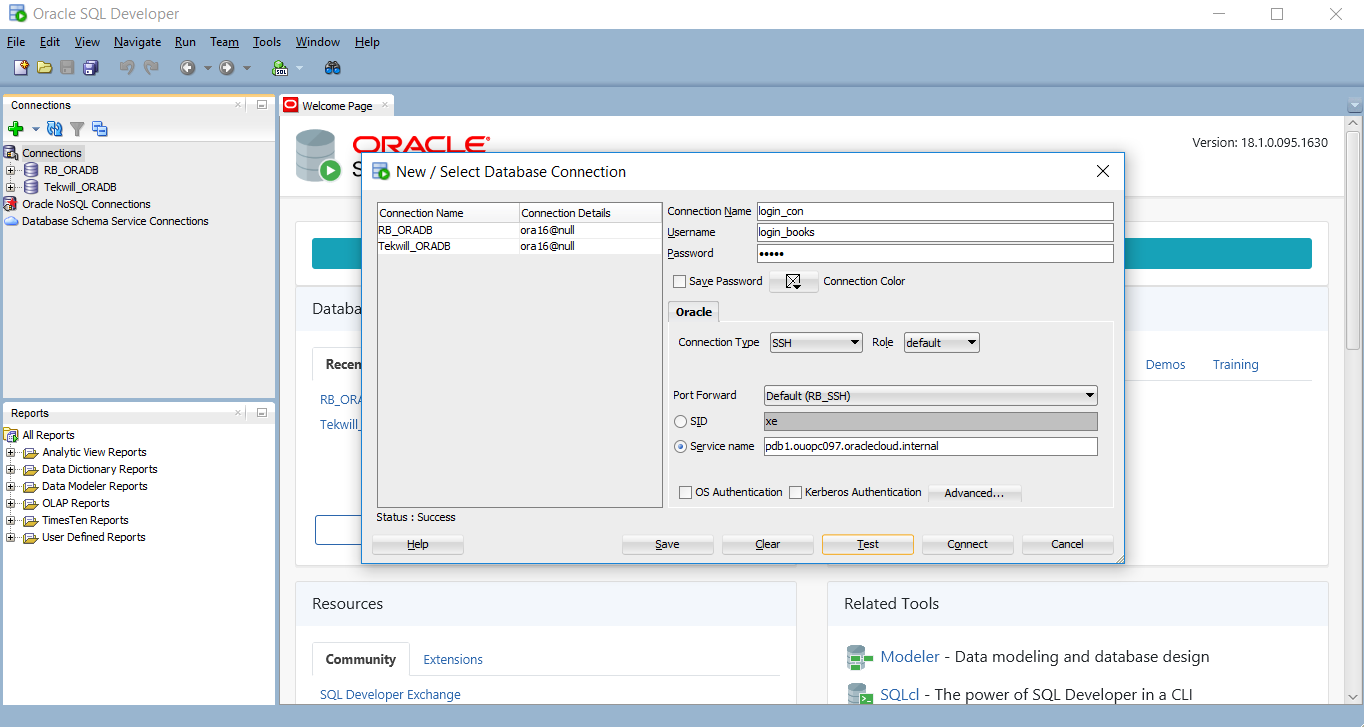 Oracle SQL Developer
File Edit View Navigate Run Team Tools Window Help
SQL
Connections
Connections
RB_ORADB
Tekwill_ORADB
Oracle NoSQL Connections
Database Schema Service Connections
Reports
All Reports
Analytic View Reports
Data Dictionary Reports
Data Modeler Reports
OLAP Reports
TimesTen Reports
User Defined Reports
Welcome Page
ORACLE
S
Version: 18.1.0.095.1630
Databa
Recen
RB_ORA
Tekwill_
Demos Training
New / Select Database Connection
Connection Name Connection Details
RB_ORADB ora16@null
Tekwill_ORADB ora16@null
Connection Name login_con
Username login_books
Password •••••
Save Password Connection Color
Oracle
Connection Type SSH Role default
Port Forward Default (RB_SSH)
SID xe
Service name pdb1.ouopc097.oraclecloud.internal
OS Authentication Kerberos Authentication Advanced...
Status : Success
Help Save Clear Test Connect Cancel
Resources
Community Extensions
SQL Developer Exchange
Related Tools
Modeler - Data modeling and database design
SQLcl - The power of SQL Developer in a CLI